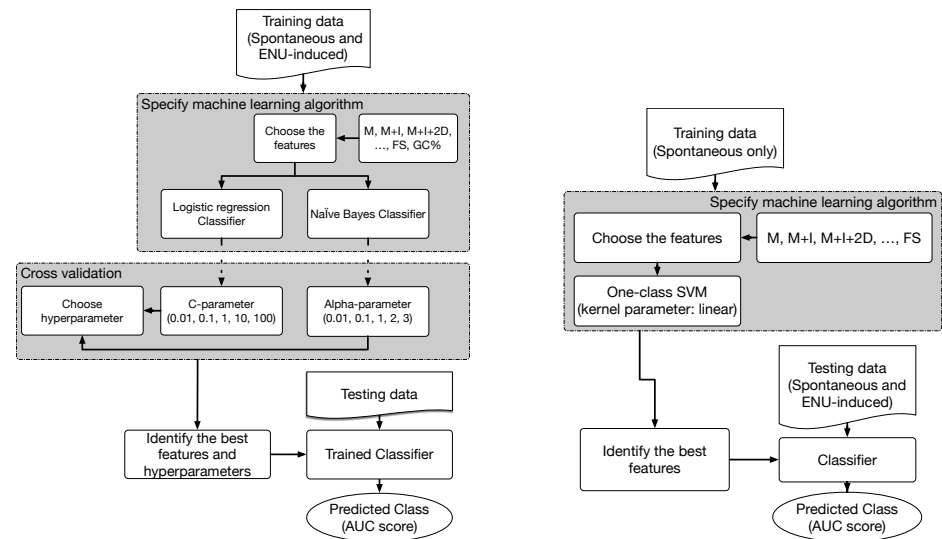 Training data
(Spontaneous and
ENU-induced)
Specify machine learning algorithm
Choose the
features
M, M+I, M+I+2D,
..., FS, GC%
Logistic regression
Classifier
NaÏve Bayes Classifier
Cross validation
Choose
hyperparameter
C-parameter
(0.01, 0.1, 1, 10, 100)
Alpha-parameter
(0.01, 0.1, 1, 2, 3)
Testing data
Identify the best
features and
hyperparameters
Trained Classifier
Predicted Class
(AUC score)
Training data
(Spontaneous only)
Specify machine learning algorithm
Choose the features
M, M+I, M+I+2D, ..., FS
One-class SVM
(kernel parameter: linear)
Testing data
(Spontaneous and
ENU-induced)
Identify the best
features
Classifier
Predicted Class
(AUC score)